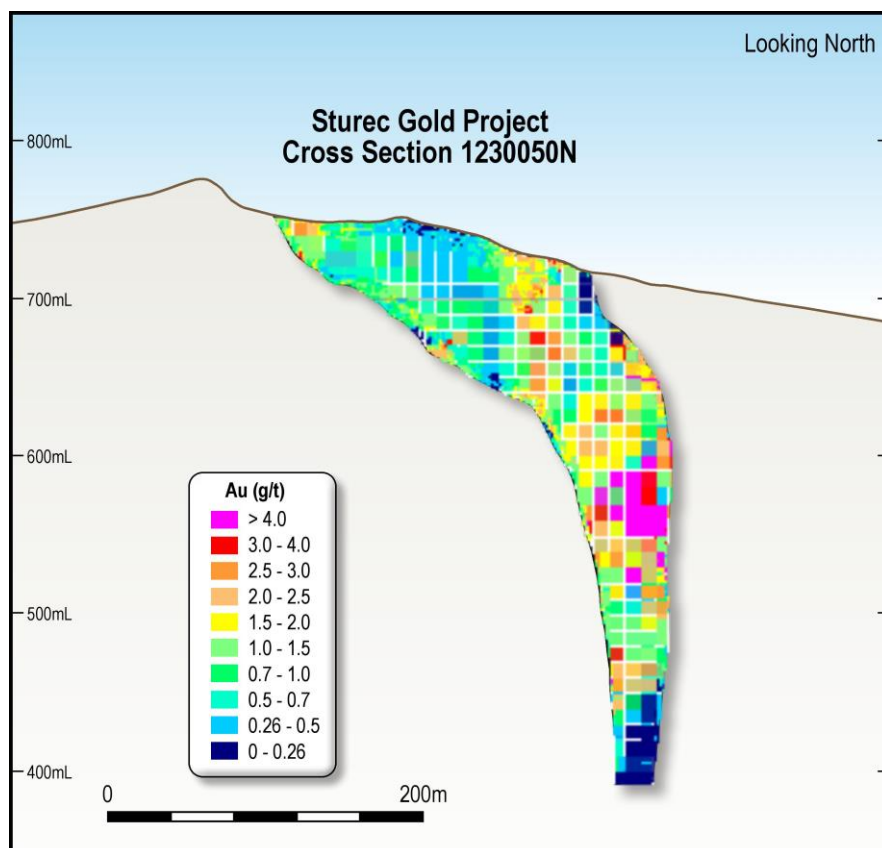 Looking North
Sturec Gold Project
Cross Section 1230050N
800mL
700mL
600mL
500mL
400mL
Au (g/t)
> 4.0
3.0 - 4.0
2.5 - 3.0
2.0 - 2.5
1.5 - 2.0
1.0 - 1.5
0.7 - 1.0
0.5 - 0.7
0.26 - 0.5
0 - 0.26
0 200m